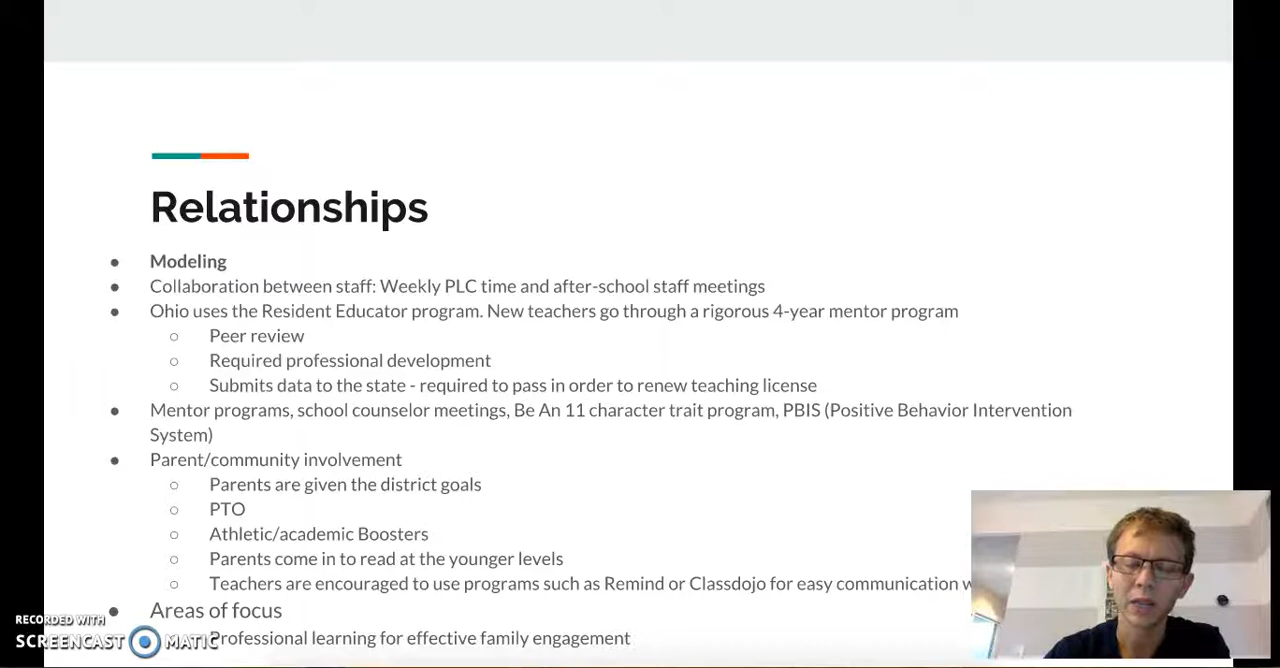 Relationships
Modeling
Collaboration between staff: Weekly PLC time and after-school staff meetings
Ohio uses the Resident Educator program. New teachers go through a rigorous 4-year mentor program
Peer review
Required professional development
Submits data to the state - required to pass in order to renew teaching license
Mentor programs, school counselor meetings, Be An 11 character trait program, PBIS (Positive Behavior Intervention
System)
Parent/community involvement
Parents are given the district goals
PTO
Athletic/academic Boosters
Parents come in to read at the younger levels
Teachers are encouraged to use programs such as Remind or Classdojo for easy communication
Areas of focus
Professional learning for effective family engagement
RECORDED WITH
SCREENCAST MATIC